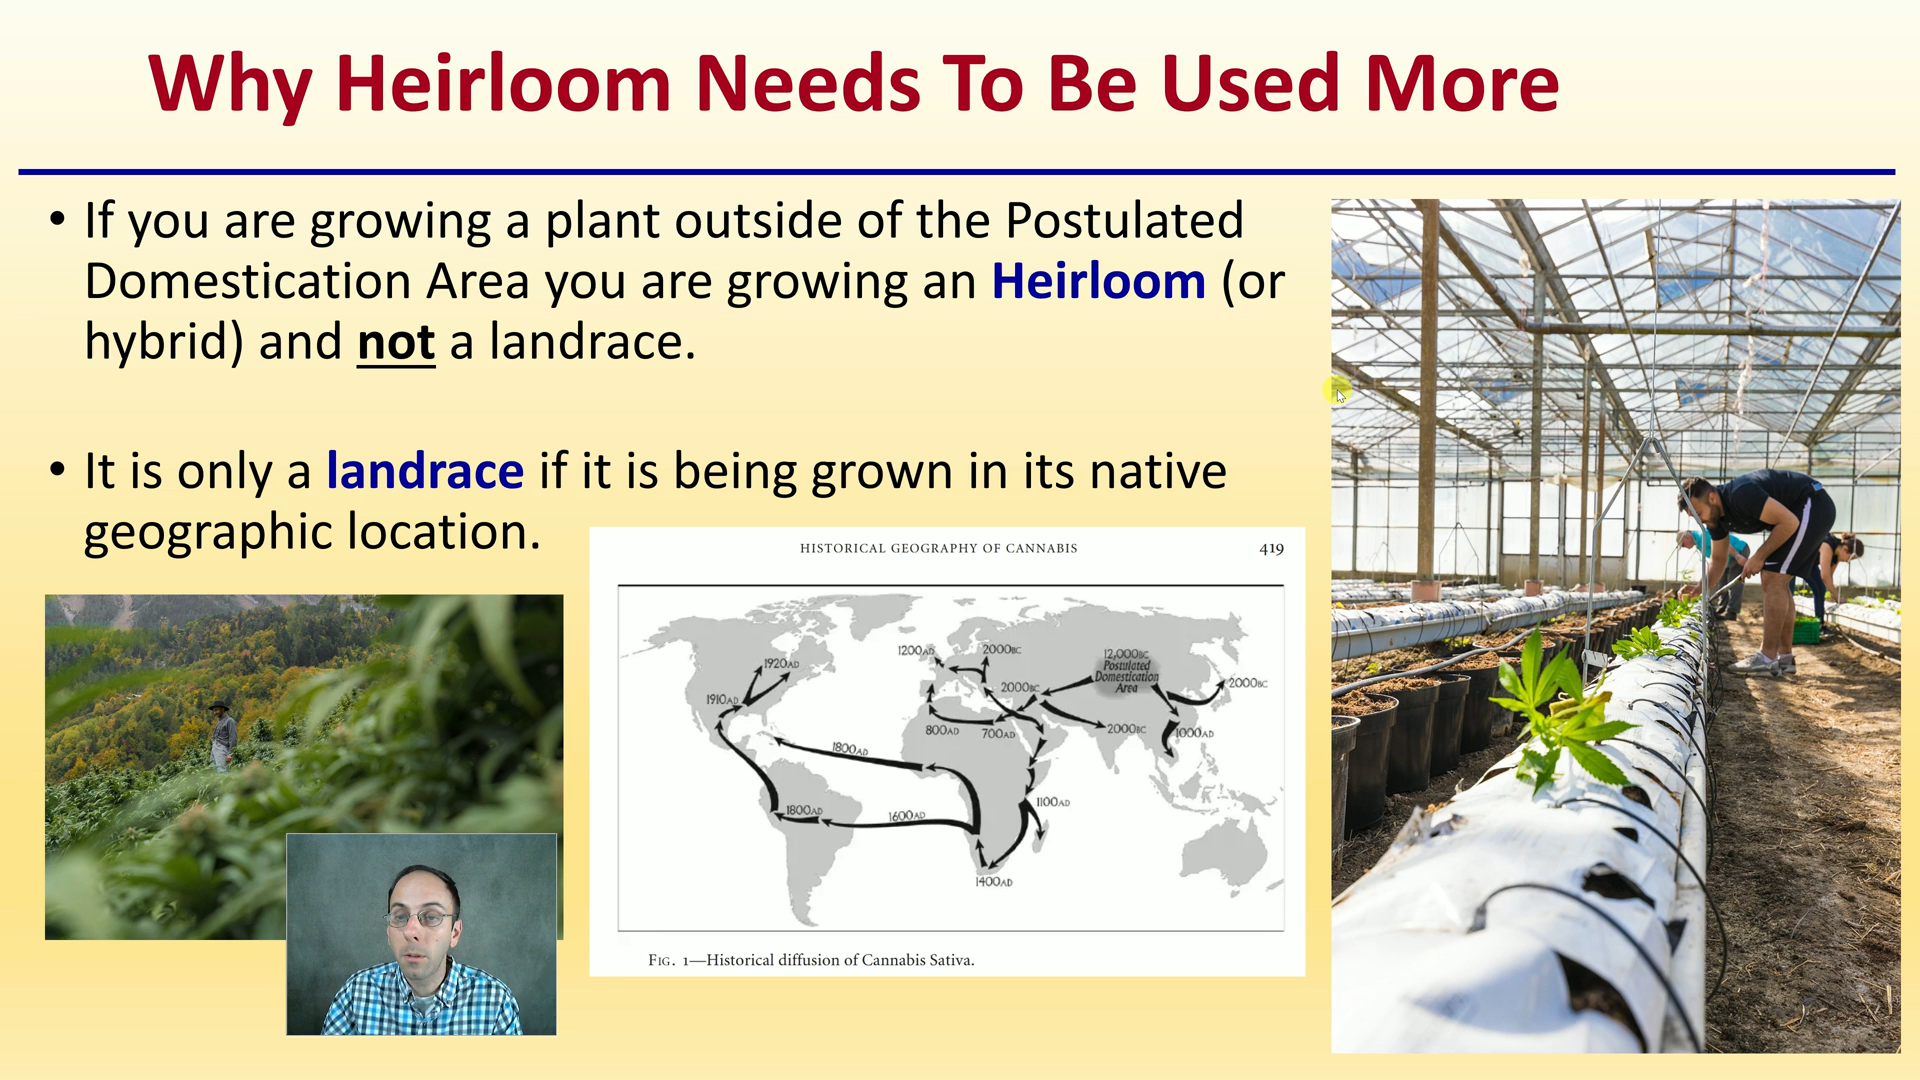 Why Heirloom Needs To Be Used More
• If you are growing a plant outside of the Postulated
Domestication Area you are growing an Heirloom (or
hybrid) and not a landrace.
• It is only a landrace if it is being grown in its native
geographic location.
HISTORICAL GEOGRAPHY OF CANNABIS 419
1920AD
1910AD
1200AD
2000BC
12,000BC
Postulated
Domestication
Area
2000BC
2000BC
800AD
700AD
2000BC
1000AD
1800AD
1100AD
1800AD
1600AD
1400AD
FIG. 1—Historical diffusion of Cannabis Sativa.